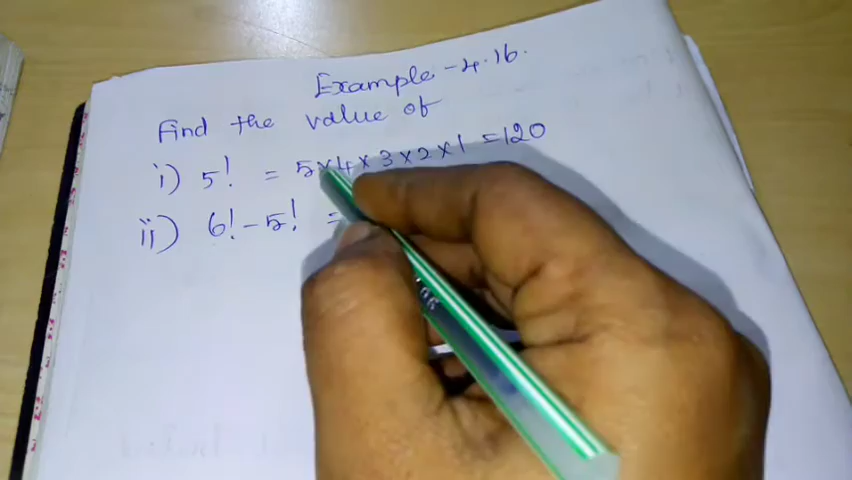 Example - 4.16.
Find the value of
i) 5! = 5×4×3×2×1 = 120
ii) 6! - 5! =